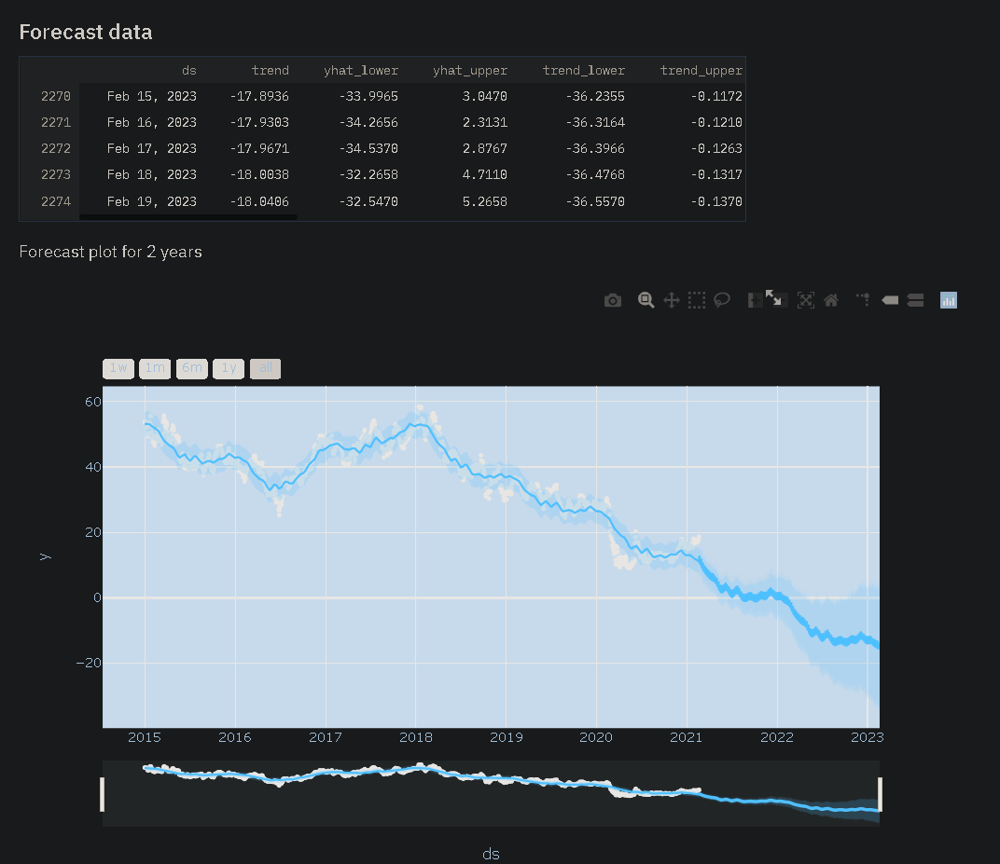 Forecast data
ds trend yhat_lower yhat_upper trend_lower trend_upper
2270 Feb 15, 2023 -17.8936 -33.9965 3.0470 -36.2355 -0.1172
2271 Feb 16, 2023 -17.9303 -34.2656 2.3131 -36.3164 -0.1210
2272 Feb 17, 2023 -17.9671 -34.5370 2.8767 -36.3966 -0.1263
2273 Feb 18, 2023 -18.0038 -32.2658 4.7110 -36.4768 -0.1317
2274 Feb 19, 2023 -18.0406 -32.5470 5.2658 -36.5570 -0.1370
Forecast plot for 2 years
1w 1m 6m 1y all
60
40
20
0
−20
y
2015 2016 2017 2018 2019 2020 2021 2022 2023
ds